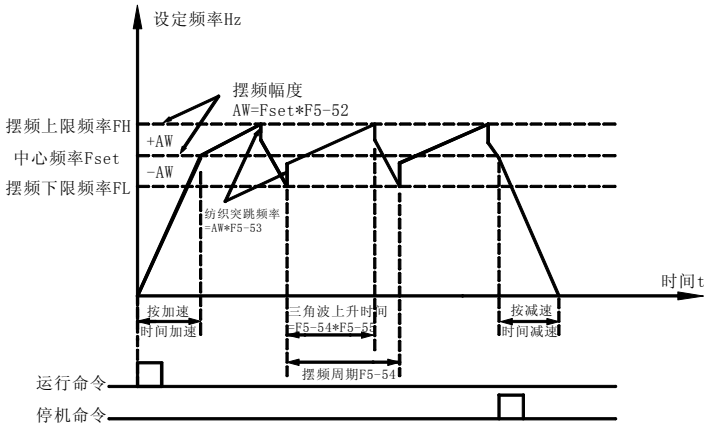 设定频率Hz
摆频幅度
AW=Fset*F5-52
摆频上限频率FH
+AW
中心频率Fset
-AW
摆频下限频率FL
纺织突跳频率
=AW*F5-53
时间t
按加速
时间加速
三角波上升时间
=F5-54*F5-55
按减速
时间减速
摆频周期F5-54
运行命令
停机命令